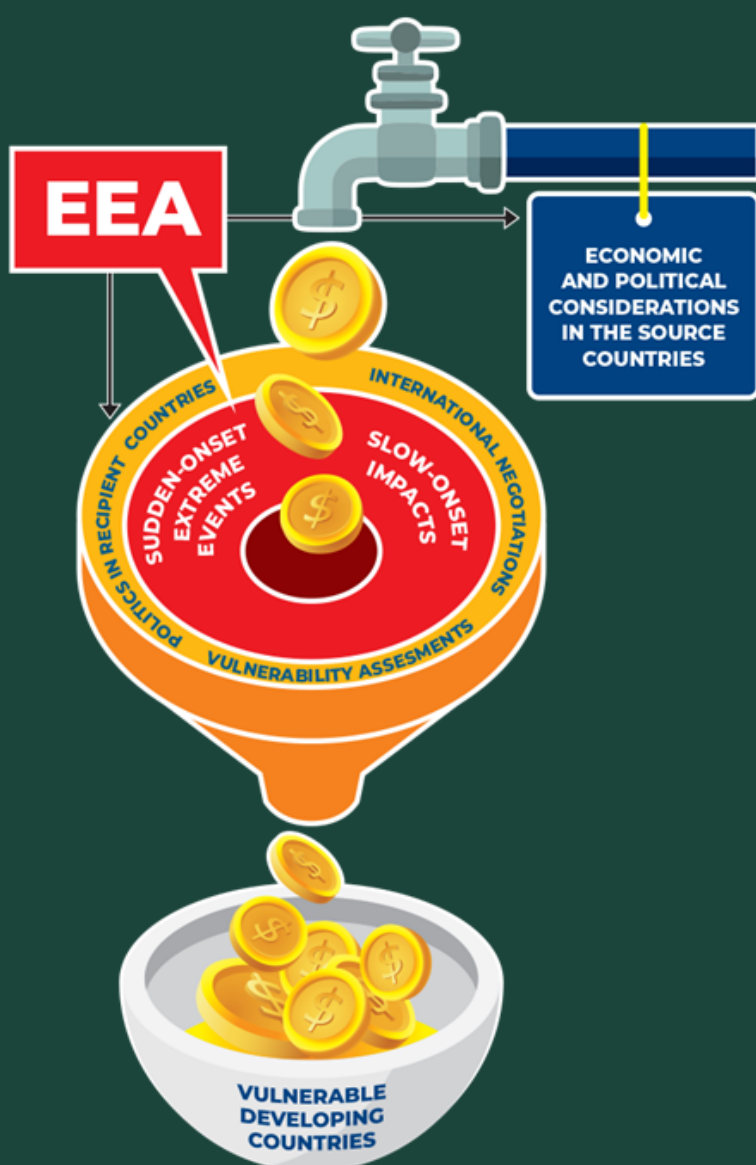 EEA
ECONOMIC
AND POLITICAL
CONSIDERATIONS
IN THE SOURCE
COUNTRIES
POLITICS IN RECIPIENT COUNTRIES
INTERNATIONAL NEGOTIATIONS
VULNERABILITY ASSESMENTS
SUDDEN-ONSET
EXTREME
EVENTS
SLOW-ONSET
IMPACTS
VULNERABLE
DEVELOPING
COUNTRIES